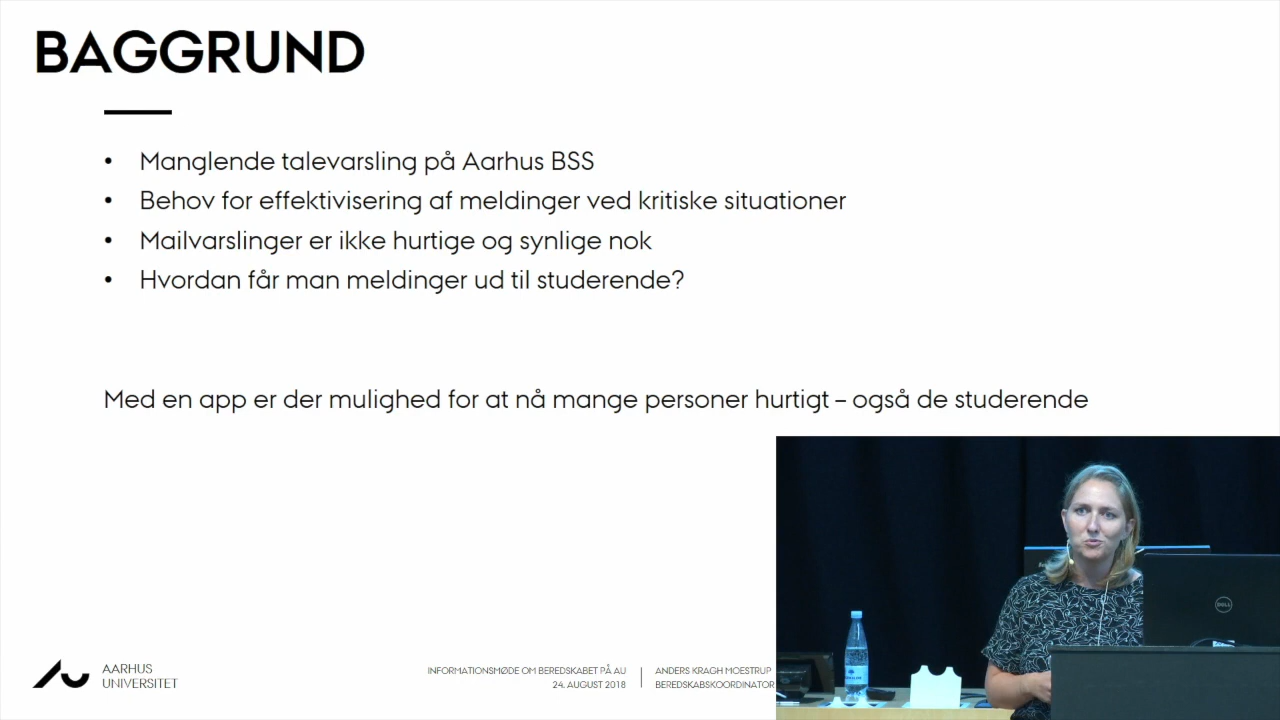 BAGGRUND
• Manglende talevarsling på Aarhus BSS
• Behov for effektivisering af meldinger ved kritiske situationer
• Mailvarslinger er ikke hurtige og synlige nok
• Hvordan får man meldinger ud til studerende?
Med en app er der mulighed for at nå mange personer hurtigt – også de studerende
AARHUS
UNIVERSITET
INFORMATIONSMØDE OM BEREDSKABET PÅ AU
24. AUGUST 2018
ANDERS KRAGH MOESTRUP
BEREDSKABSKOORDINATOR
DELL